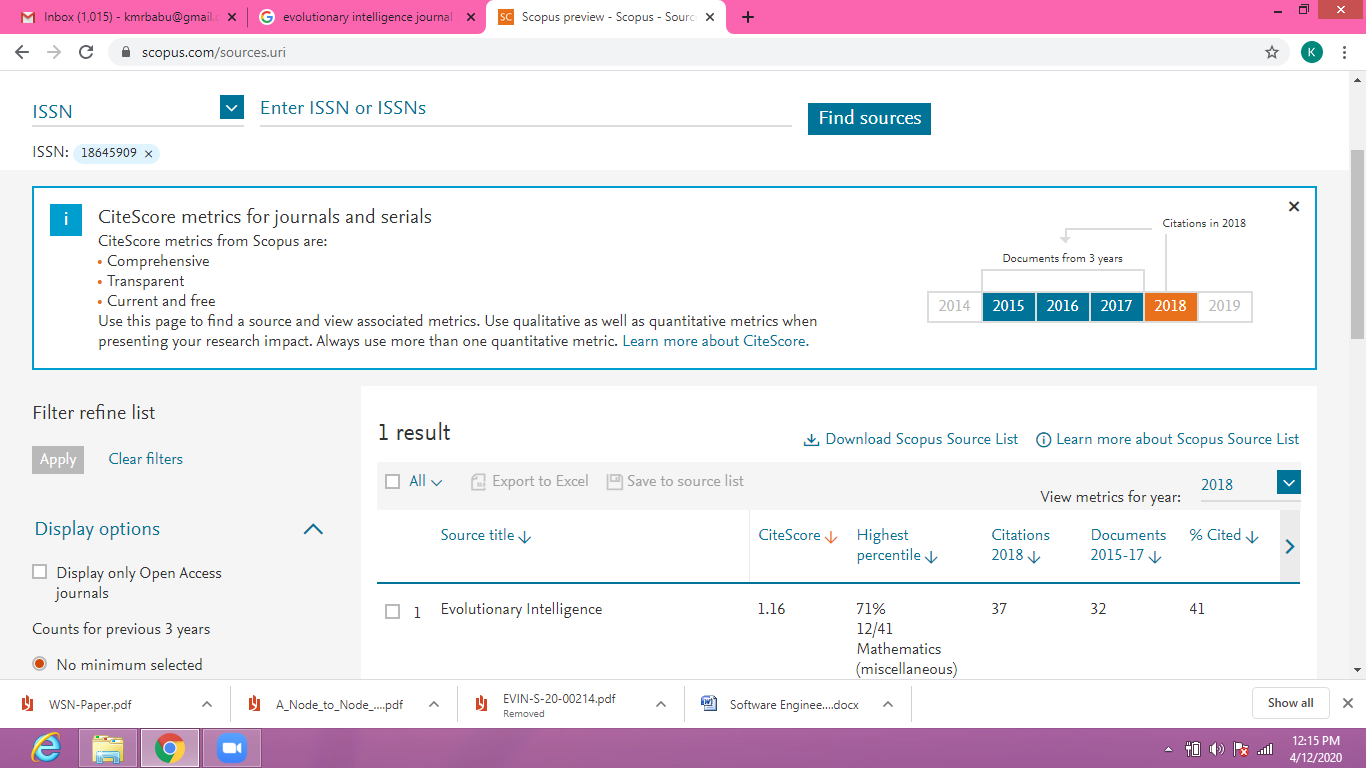 Inbox (1,015) - kmrbabu@gmail.c
evolutionary intelligence journal
SC
Scopus preview - Scopus - Sourc
scopus.com/sources.uri
K
ISSN
Enter ISSN or ISSNs
Find sources
ISSN: 18645909 ×
i
CiteScore metrics for journals and serials
CiteScore metrics from Scopus are:
• Comprehensive
• Transparent
• Current and free
Use this page to find a source and view associated metrics. Use qualitative as well as quantitative metrics when
presenting your research impact. Always use more than one quantitative metric. Learn more about CiteScore.
Citations in 2018
Documents from 3 years
2014 2015 2016 2017 2018 2019
Filter refine list
Apply Clear filters
Display options
Display only Open Access
journals
Counts for previous 3 years
No minimum selected
1 result
Download Scopus Source List
Learn more about Scopus Source List
All
Export to Excel
Save to source list
View metrics for year: 2018
Source title
CiteScore
Highest
percentile
Citations
2018
Documents
2015-17
% Cited
1 Evolutionary Intelligence 1.16 71% 37 32 41
12/41
Mathematics
(miscellaneous)
WSN-Paper.pdf
A_Node_to_Node_....pdf
EVIN-S-20-00214.pdf
Removed
Software Enginee....docx
Show all
12:15 PM
4/12/2020